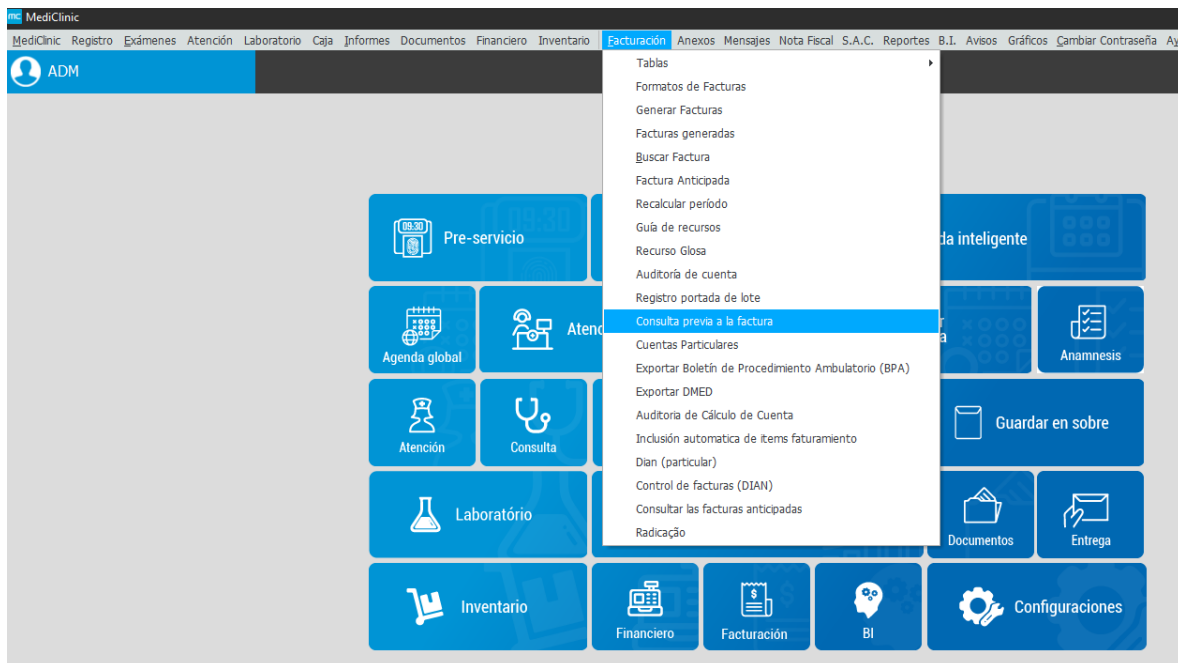 mc MediClinic
MediClinic Registro Exámenes Atención Laboratorio Caja Informes Documentos Financiero Inventario Facturación Anexos Mensajes Nota Fiscal S.A.C. Reportes B.I. Avisos Gráficos Cambiar Contraseña Ay
ADM
Tablas
Formatos de Facturas
Generar Facturas
Facturas generadas
Buscar Factura
Factura Anticipada
Recalcular período
Guía de recursos
Recurso Glosa
Auditoría de cuenta
Registro portada de lote
Consulta previa a la factura
Cuentas Particulares
Exportar Boletín de Procedimiento Ambulatorio (BPA)
Exportar DMED
Auditoria de Cálculo de Cuenta
Inclusión automatica de items faturamiento
Dian (particular)
Control de facturas (DIAN)
Consultar las facturas anticipadas
Radicação
09:30 Pre-servicio
da inteligente
Agenda global
Atenc
Anamnesis
Atención
Consulta
Guardar en sobre
Laboratório
Documentos
Entrega
Inventario
Financiero
Facturación
BI
Configuraciones